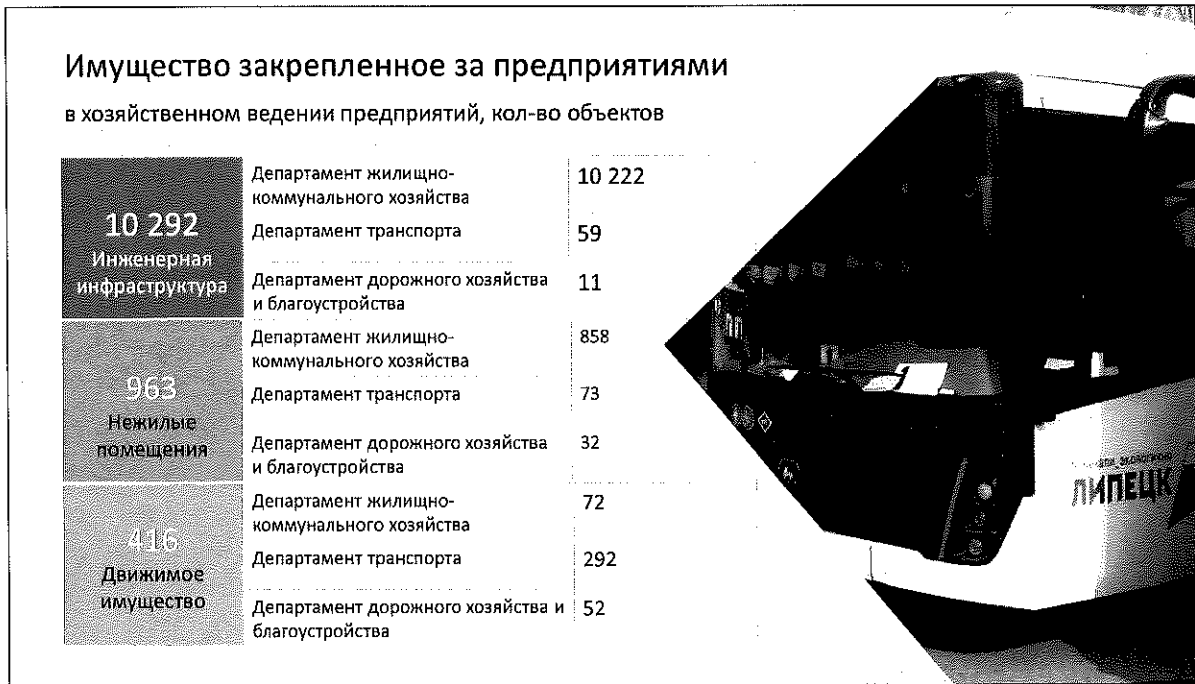 Имущество закрепленное за предприятиями
в хозяйственном ведении предприятий, кол-во объектов
10 292
Инженерная
инфраструктура
Департамент жилищно-
коммунального хозяйства
10 222
Департамент транспорта
59
Департамент дорожного хозяйства
и благоустройства
11
963
Нежилые
помещения
Департамент жилищно-
коммунального хозяйства
858
Департамент транспорта
73
Департамент дорожного хозяйства
и благоустройства
32
416
Движимое
имущество
Департамент жилищно-
коммунального хозяйства
72
Департамент транспорта
292
Департамент дорожного хозяйства и
благоустройства
52
ЛИПЕЦК